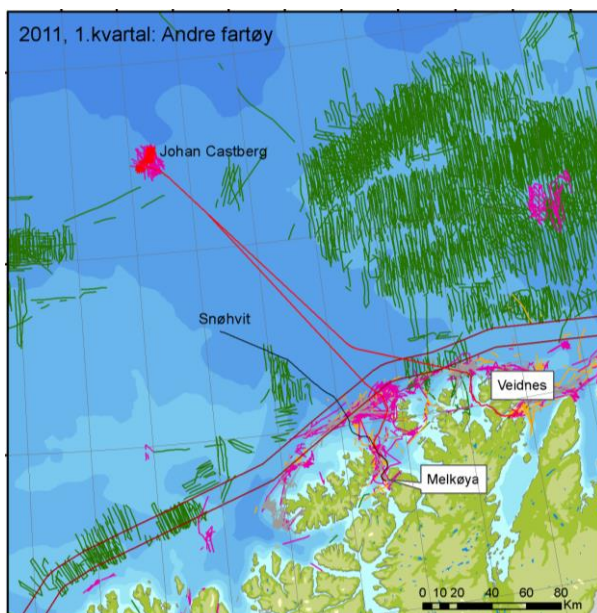 2011, 1.kvartal: Andre fartøy
Johan Castberg
Snøhvit
Veidnes
Melkøya
0 10 20 40 60 80
Km